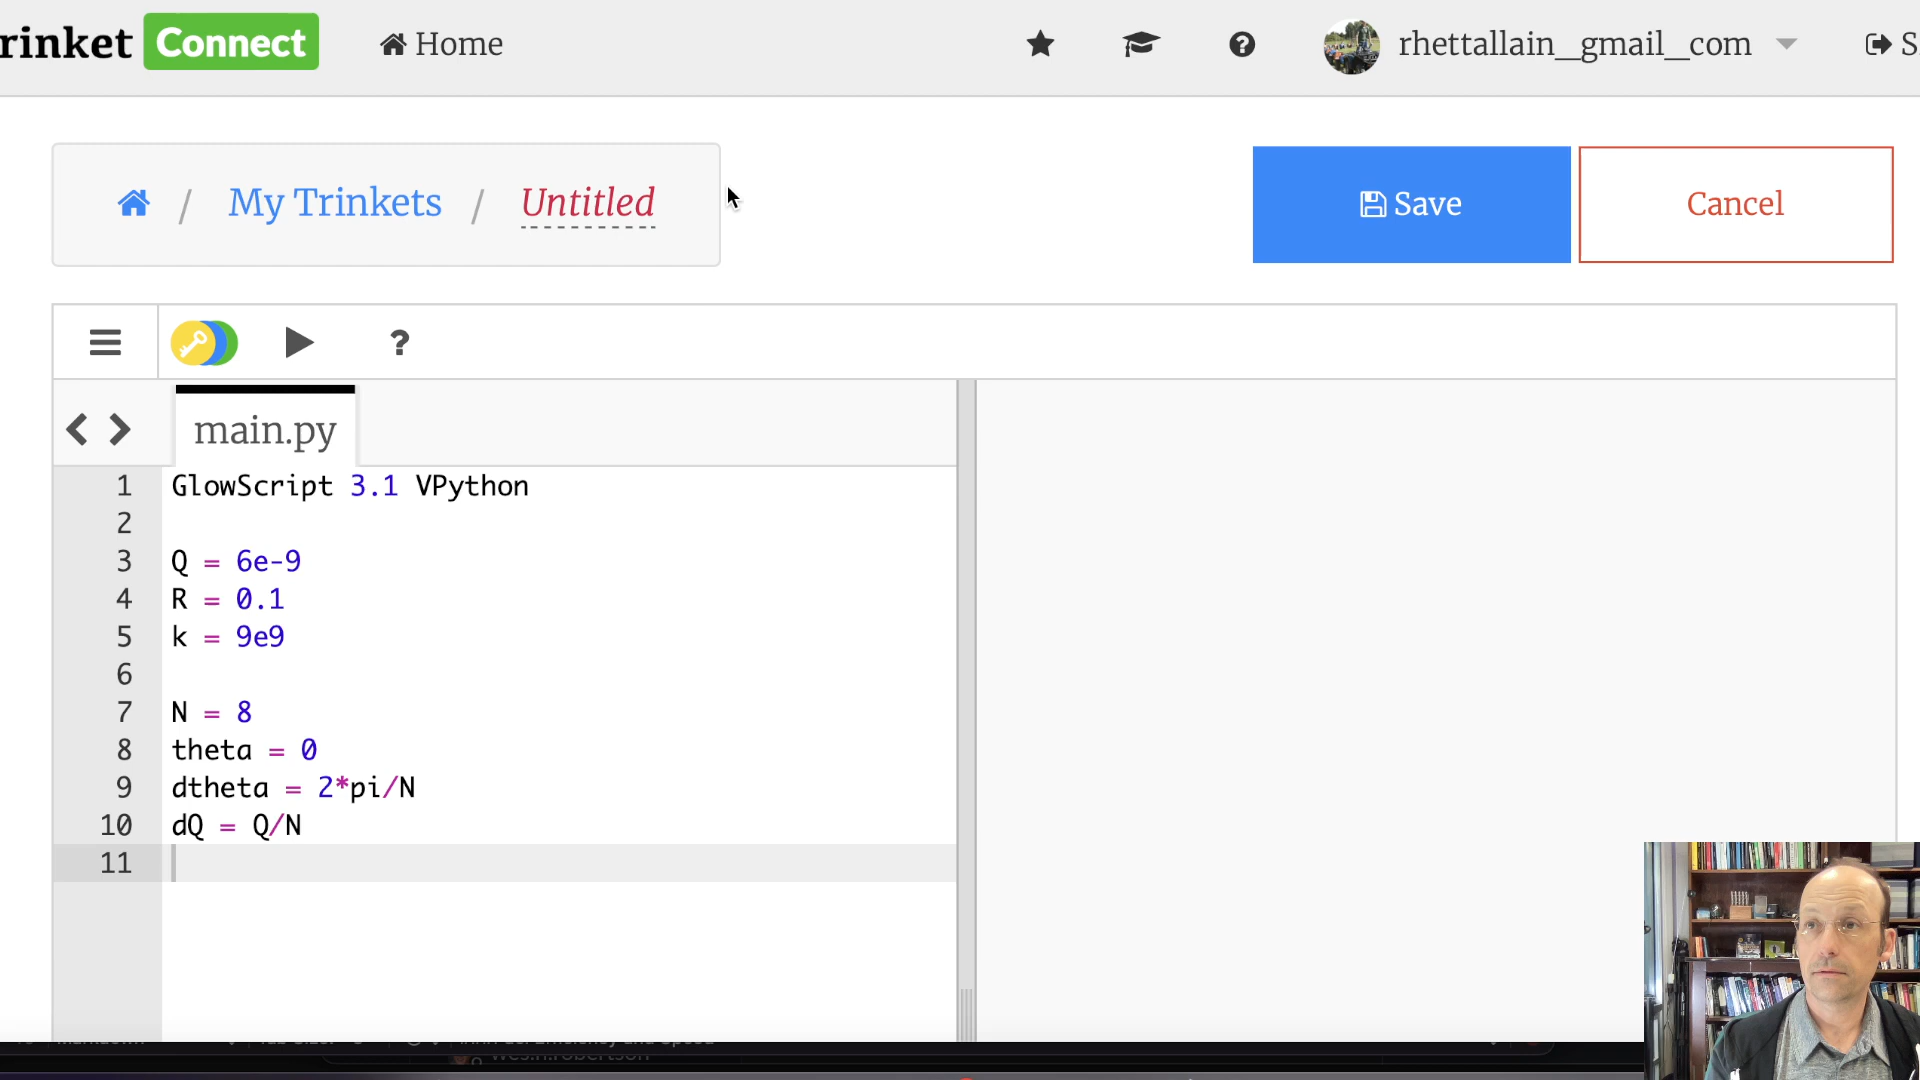 rinket Connect Home rhettallain_gmail_com S
My Trinkets / Untitled Save Cancel
?
main.py
1 GlowScript 3.1 VPython
2
3 Q = 6e-9
4 R = 0.1
5 k = 9e9
6
7 N = 8
8 theta = 0
9 dtheta = 2*pi/N
10 dQ = Q/N
11